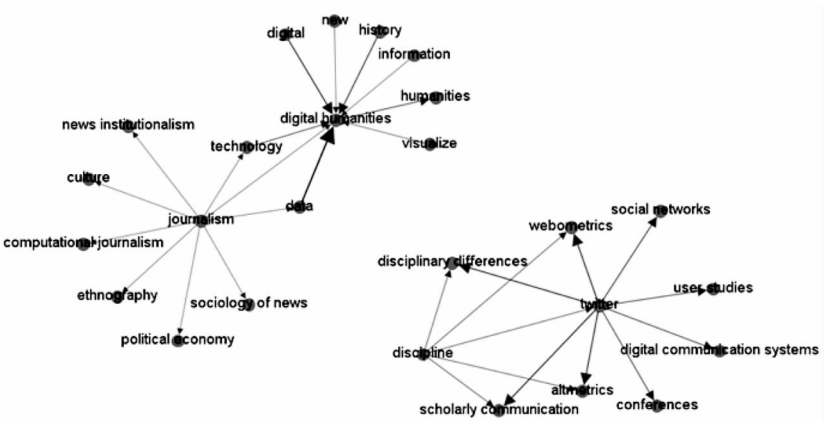 new
digital
history
information
humanities
digital humanities
news institutionalism
technology
visualize
culture
data
journalism
computational journalism
ethnography
sociology of news
political economy
social networks
webometrics
disciplinary differences
user studies
twitter
discipline
digital communication systems
altmetrics
scholarly communication
conferences